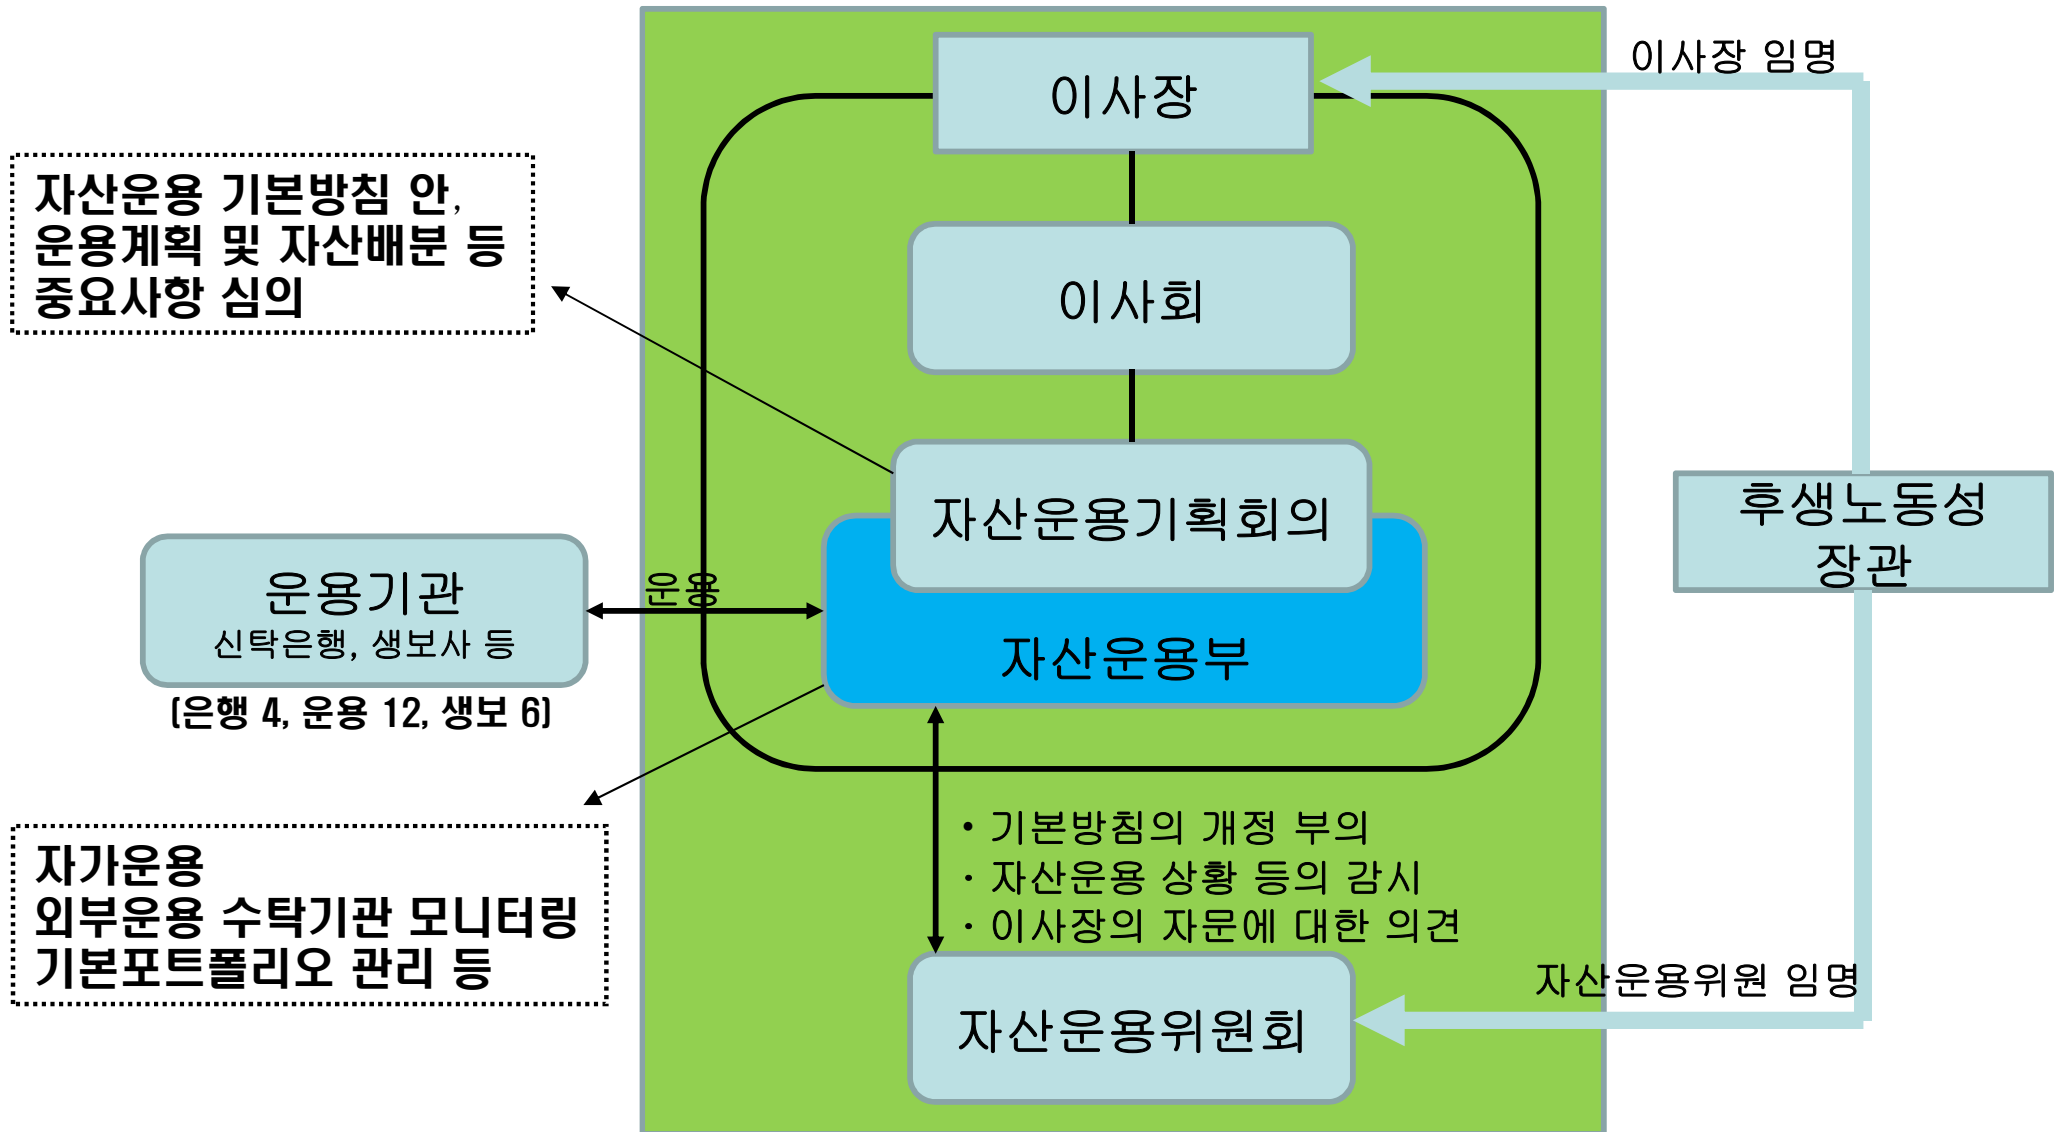 이사장 임명
이사장
자산운용 기본방침 안,
운용계획 및 자산배분 등
중요사항 심의
이사회
자산운용기획회의
후생노동성
장관
운용기관
신탁은행, 생보사 등
운용
자산운용부
(은행 4, 운용 12, 생보 6)
자가운용
외부운용 수탁기관 모니터링
기본포트폴리오 관리 등
· 기본방침의 개정 부의
· 자산운용 상황 등의 감시
· 이사장의 자문에 대한 의견
자산운용위원 임명
자산운용위원회